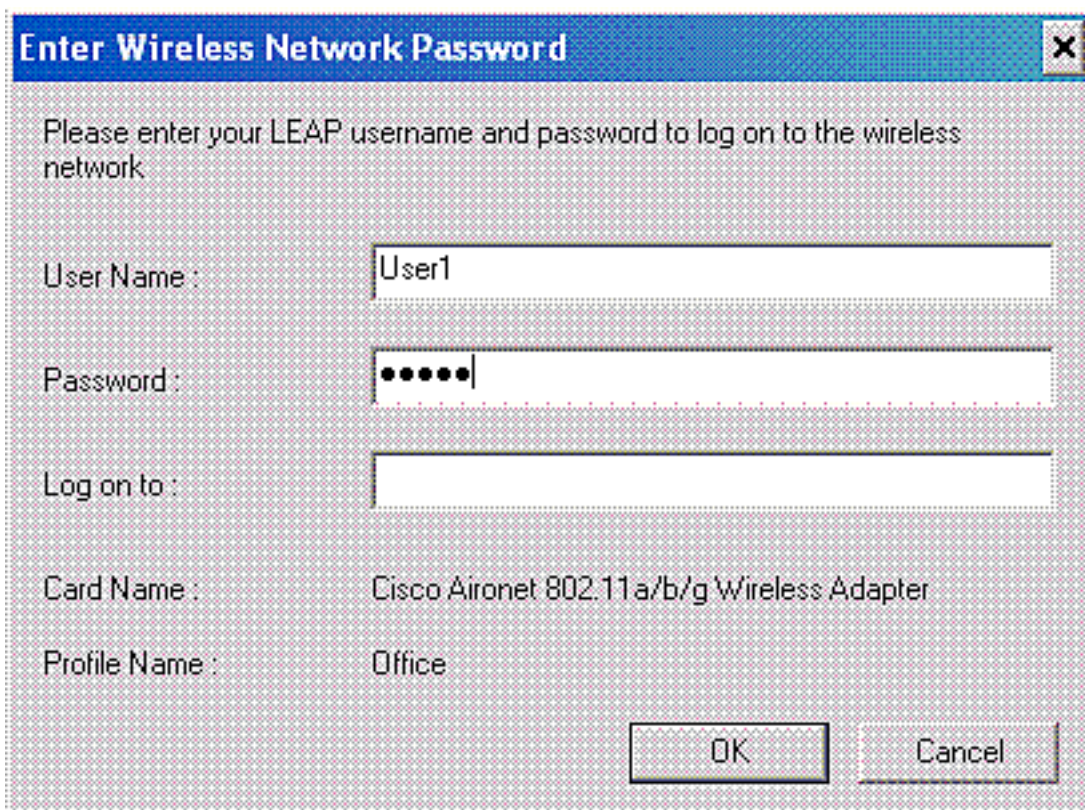 Enter Wireless Network Password
Please enter your LEAP username and password to log on to the wireless
network
User Name : User1
Password : •••••
Log on to :
Card Name : Cisco Aironet 802.11a/b/g Wireless Adapter
Profile Name : Office
OK Cancel